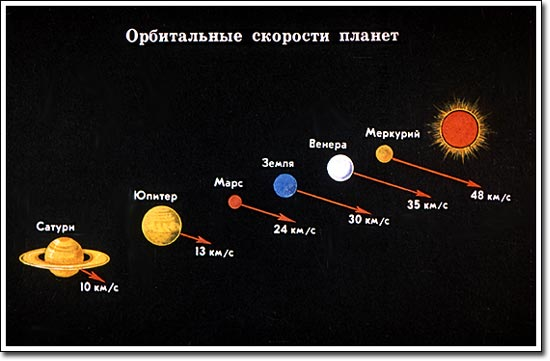 Орбитальные скорости планет
Меркурий
48 км/с
Венера
35 км/с
Земля
30 км/с
Марс
24 км/с
Юпитер
13 км/с
Сатурн
10 км/с